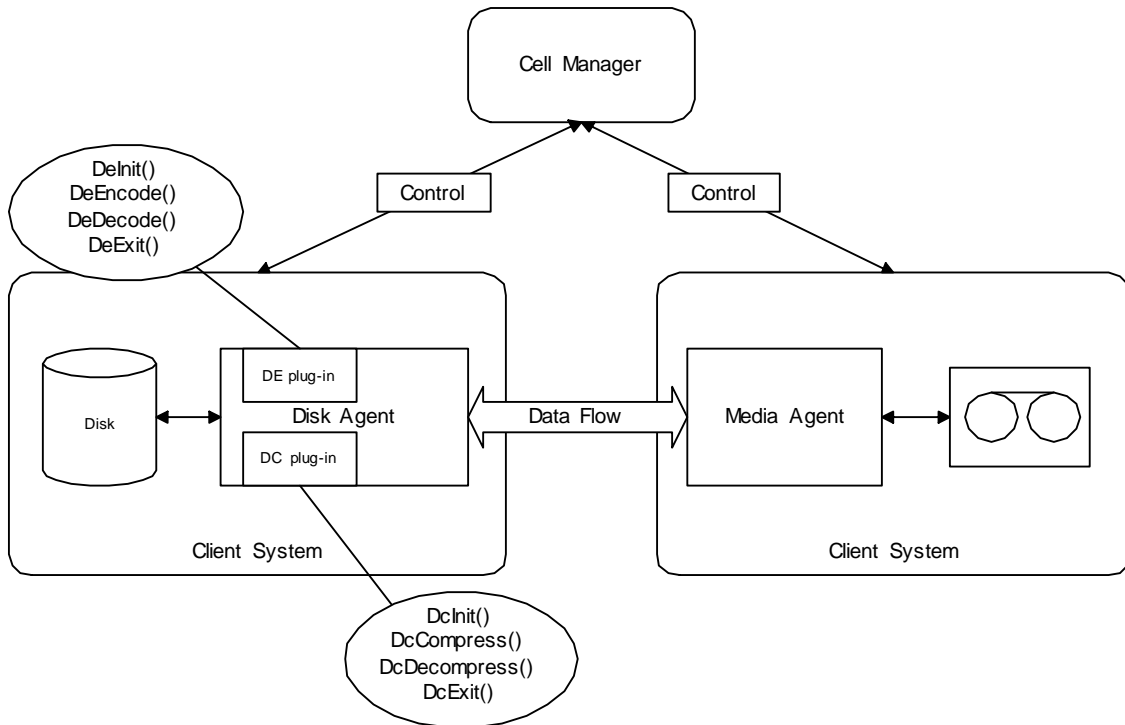 Cell Manager
Control
Control
DeInit()
DeEncode()
DeDecode()
DeExit()
DE plug-in
Disk
Disk Agent
DC plug-in
Data Flow
Media Agent
Client System
Client System
DcInit()
DcCompress()
DcDecompress()
DcExit()